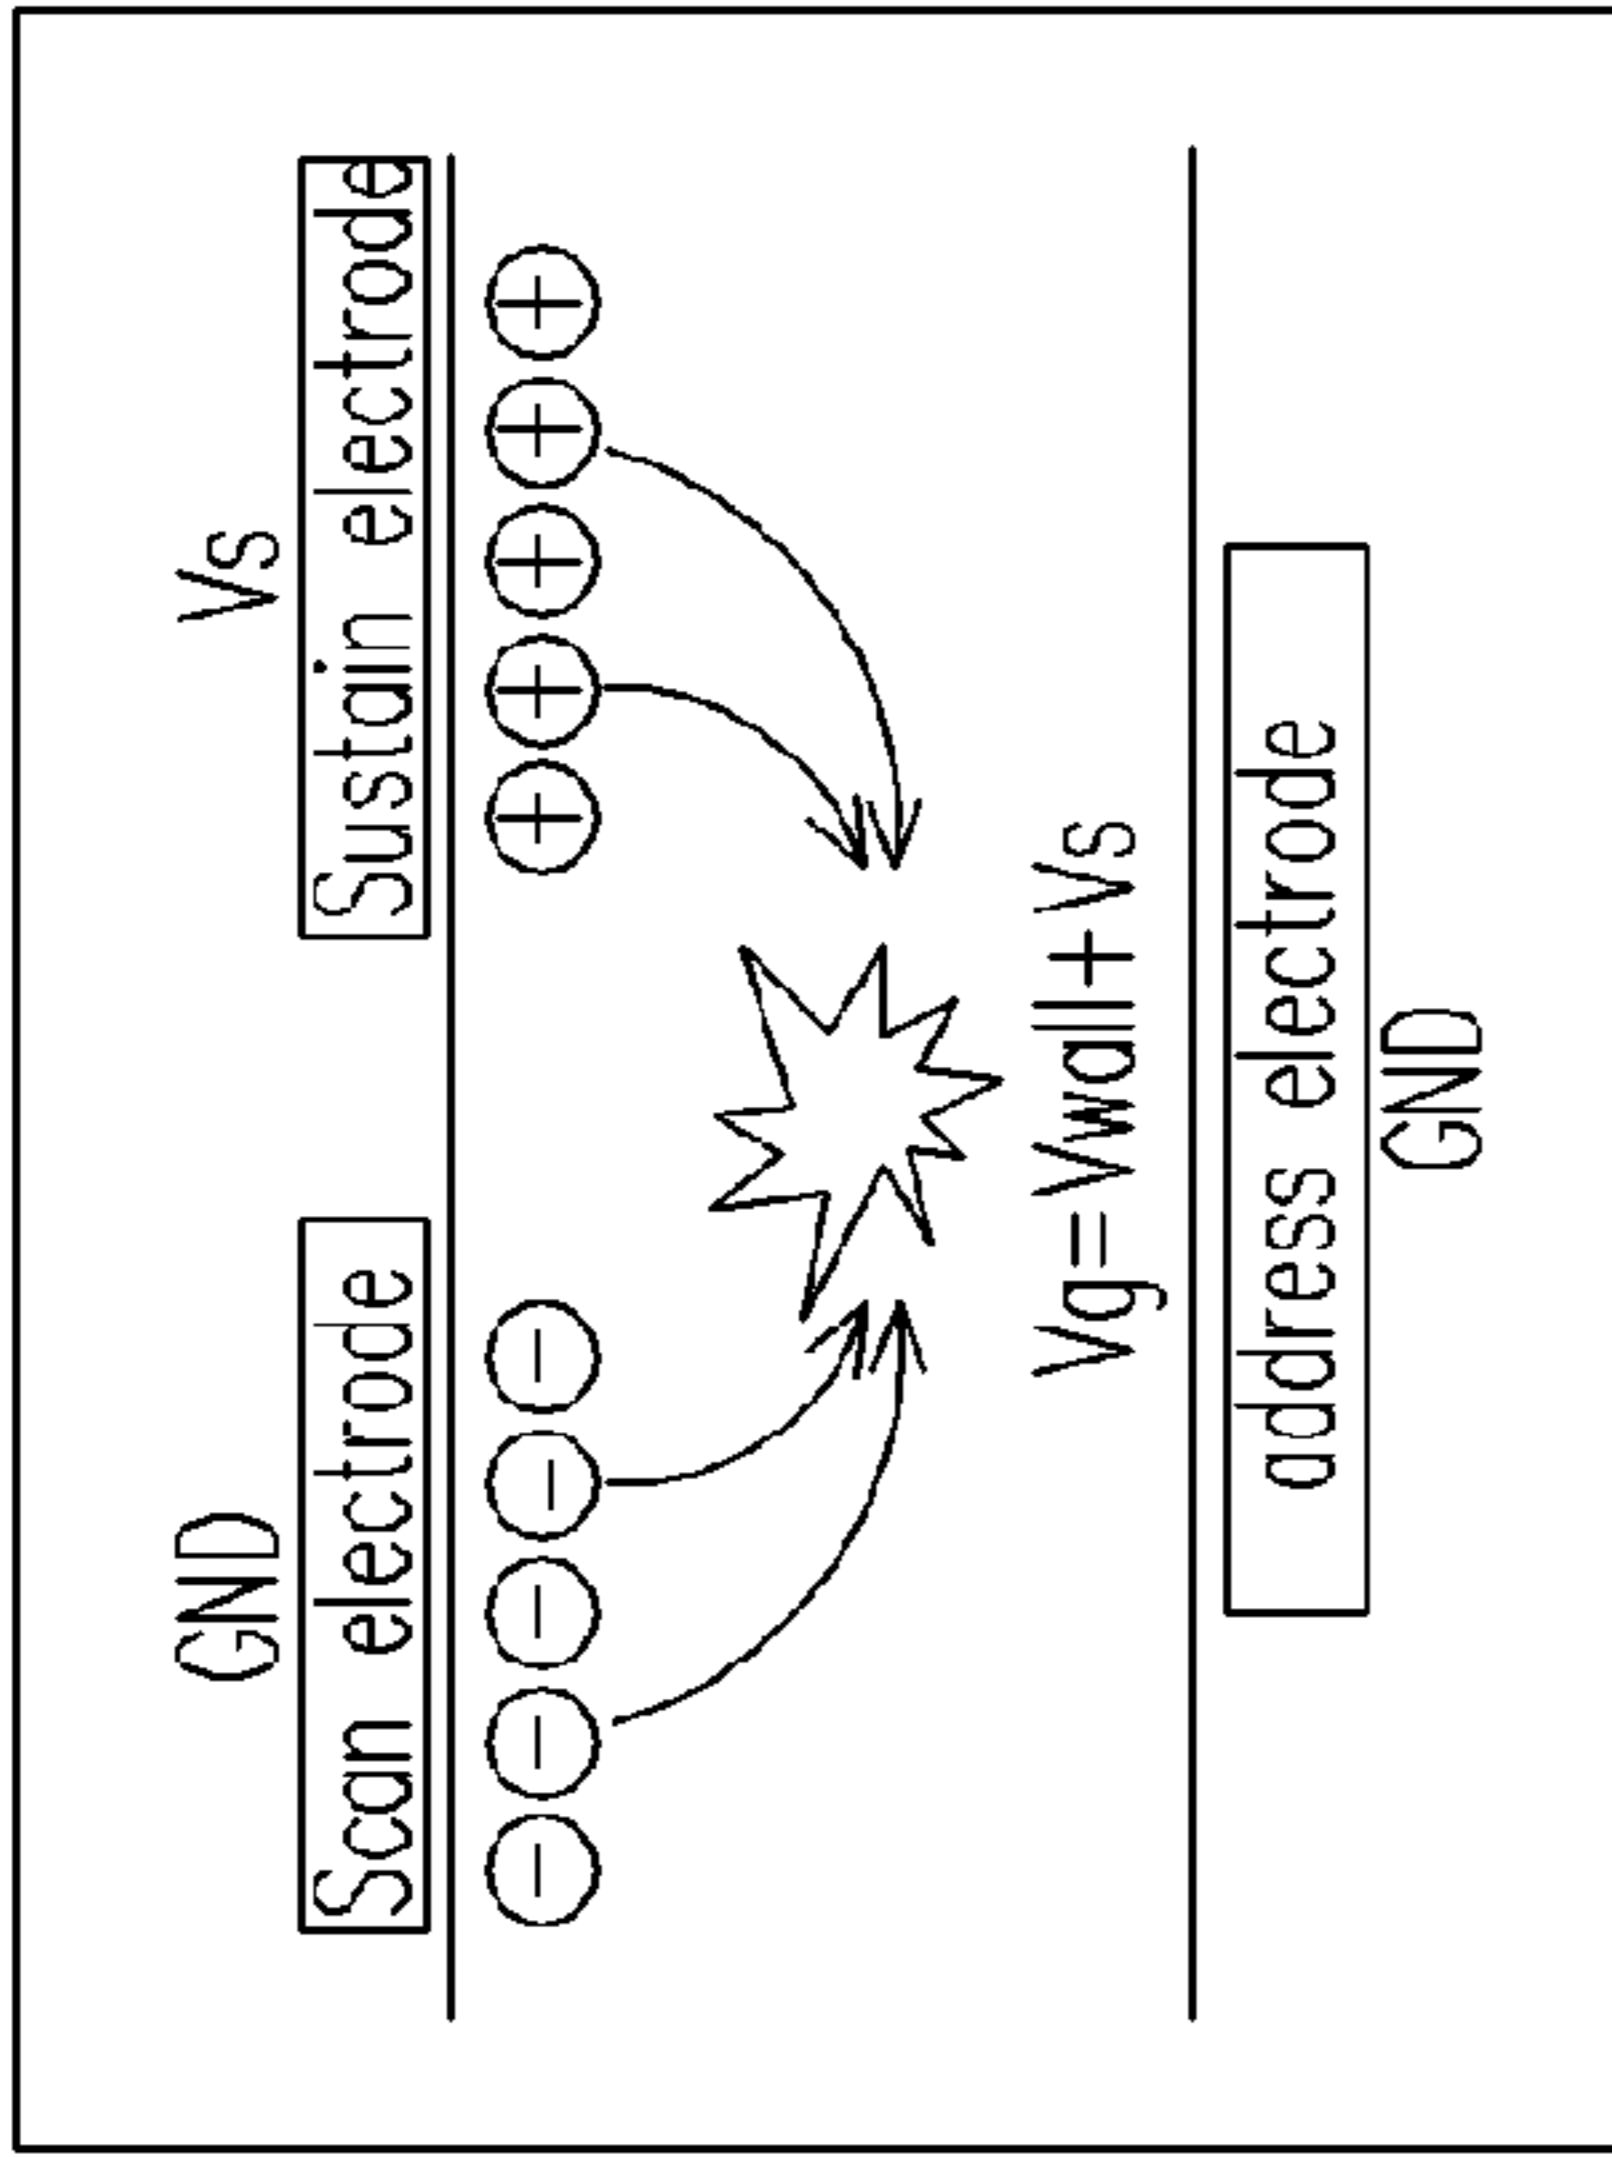 GND Vs
Scan electrode Sustain electrode
− − − − − + + + + +
Vg=Vwall+Vs
address electrode
GND